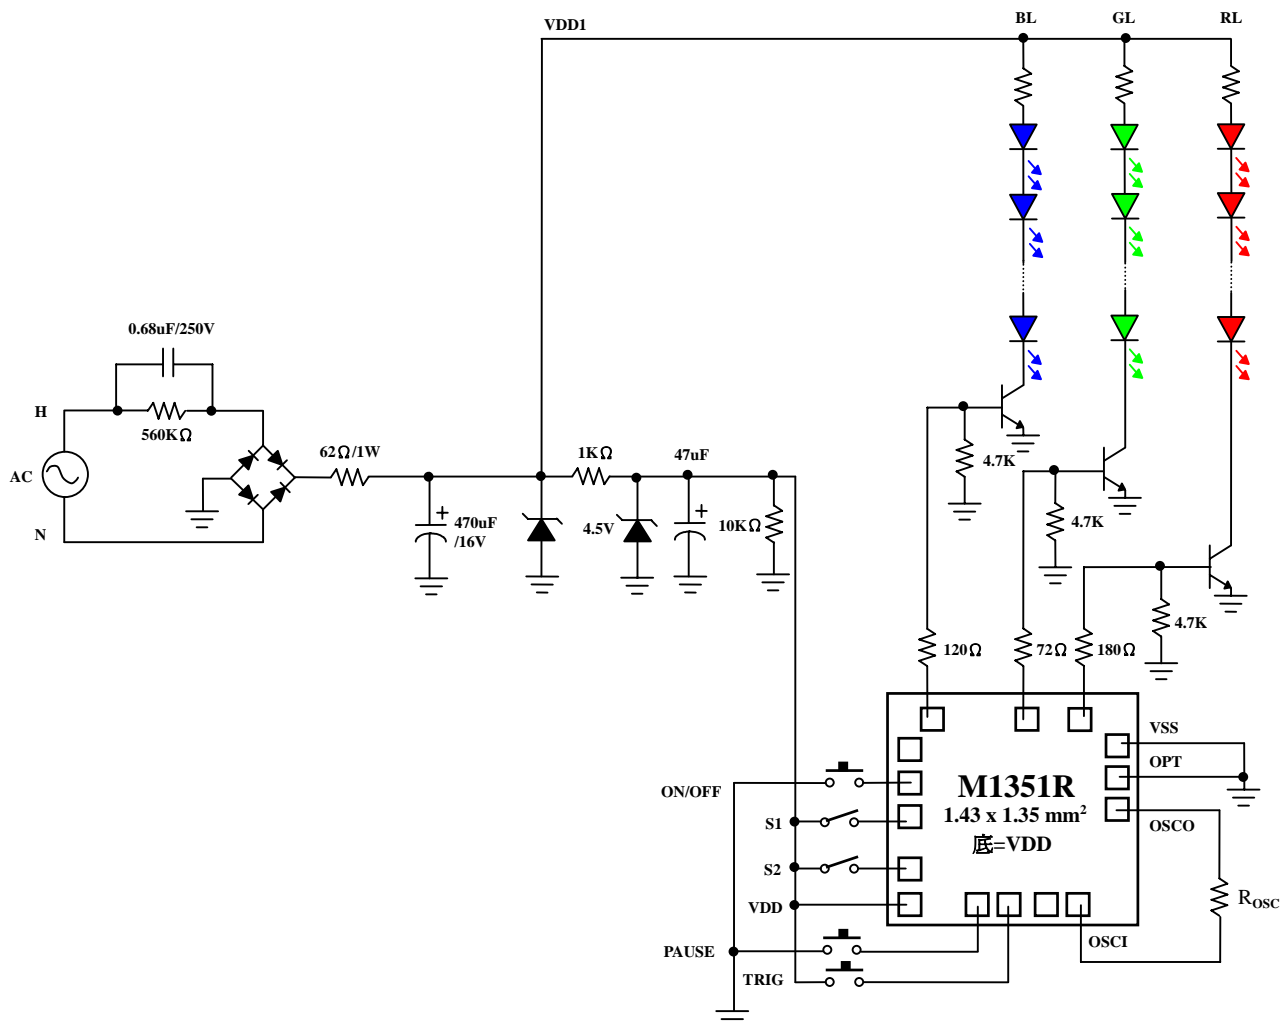 VDD1
BL
GL
RL
0.68uF/250V
H
560KΩ
AC
N
62Ω/1W
470uF
/16V
1KΩ
4.5V
47uF
10KΩ
4.7K
4.7K
4.7K
120Ω
72Ω
180Ω
VSS
OPT
OSCO
ROSC
OSCI
M1351R
1.43 x 1.35 mm²
底=VDD
ON/OFF
S1
S2
VDD
PAUSE
TRIG